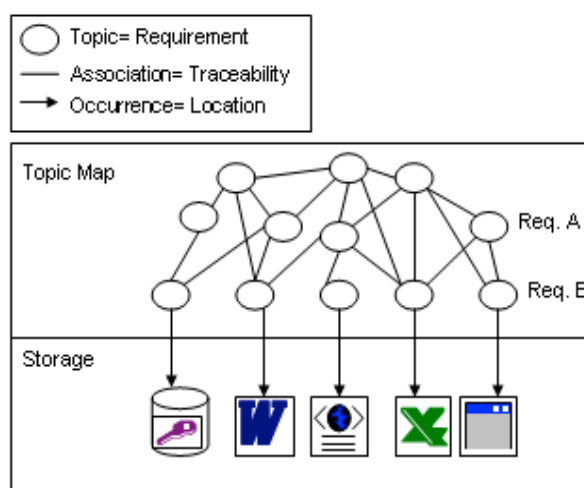 Topic= Requirement
Association= Traceability
Occurrence= Location
Topic Map
Req. A
Req.
Storage